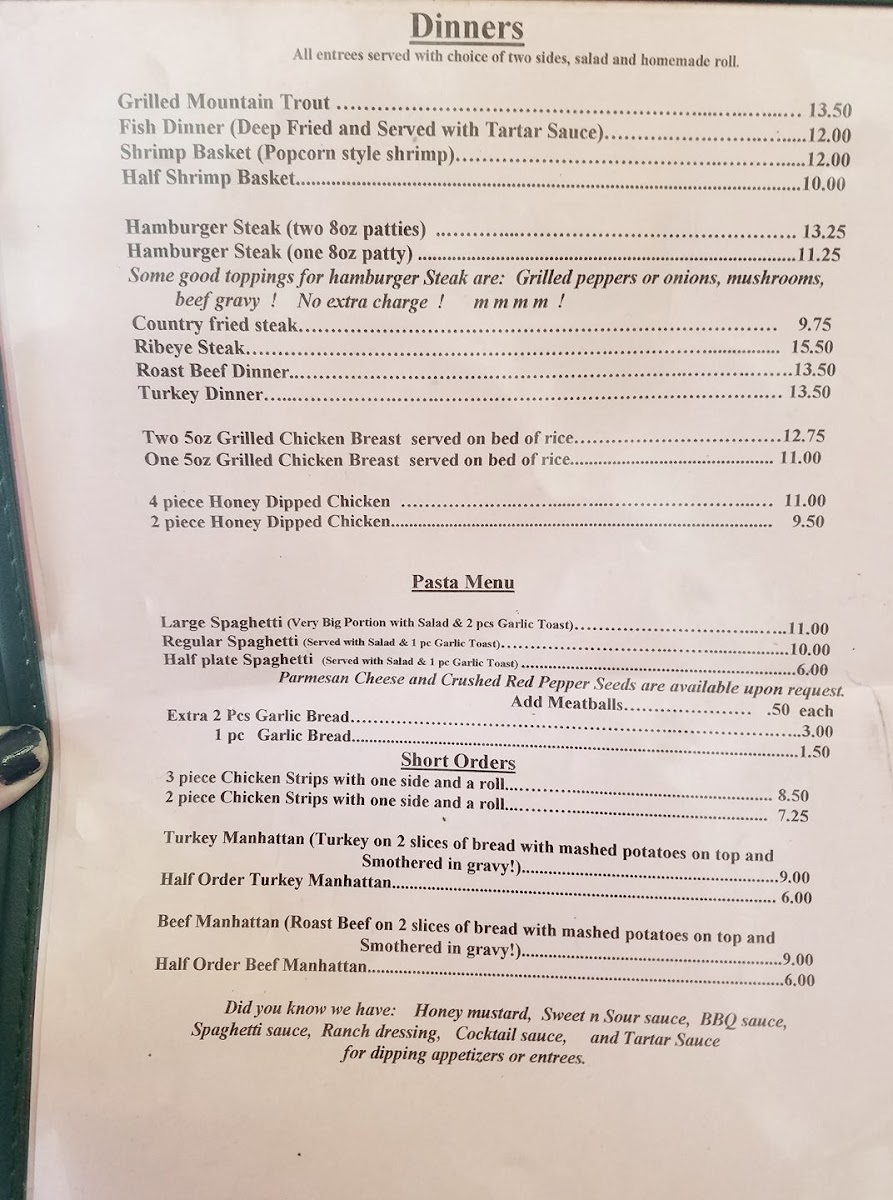 Dinners
All entrees served with choice of two sides, salad and homemade roll.
Grilled Mountain Trout ........................................................ 13.50
Fish Dinner (Deep Fried and Served with Tartar Sauce)........................12.00
Shrimp Basket (Popcorn style shrimp)..............................................12.00
Half Shrimp Basket.......................................................................10.00
Hamburger Steak (two 8oz patties) ............................................. 13.25
Hamburger Steak (one 8oz patty) ................................................11.25
Some good toppings for hamburger Steak are: Grilled peppers or onions, mushrooms,
beef gravy ! No extra charge ! m m m m !
Country fried steak............................................................... 9.75
Ribeye Steak........................................................................ 15.50
Roast Beef Dinner.................................................................13.50
Turkey Dinner...................................................................... 13.50
Two 5oz Grilled Chicken Breast served on bed of rice..........................12.75
One 5oz Grilled Chicken Breast served on bed of rice.......................... 11.00
4 piece Honey Dipped Chicken .................................................. 11.00
2 piece Honey Dipped Chicken.................................................. 9.50
Pasta Menu
Large Spaghetti (Very Big Portion with Salad & 2 pcs Garlic Toast)..........................11.00
Regular Spaghetti (Served with Salad & 1 pc Garlic Toast)....................................10.00
Half plate Spaghetti (Served with Salad & 1 pc Garlic Toast) ..................................6.00
Parmesan Cheese and Crushed Red Pepper Seeds are available upon request.
Add Meatballs.................... .50 each
Extra 2 Pcs Garlic Bread.........................................................3.00
1 pc Garlic Bread.........................................................1.50
Short Orders
3 piece Chicken Strips with one side and a roll........................................ 8.50
2 piece Chicken Strips with one side and a roll........................................ 7.25
Turkey Manhattan (Turkey on 2 slices of bread with mashed potatoes on top and
Smothered in gravy!).............................................9.00
Half Order Turkey Manhattan............................................................ 6.00
Beef Manhattan (Roast Beef on 2 slices of bread with mashed potatoes on top and
Smothered in gravy!).............................................9.00
Half Order Beef Manhattan...............................................................6.00
Did you know we have: Honey mustard, Sweet n Sour sauce, BBQ sauce,
Spaghetti sauce, Ranch dressing, Cocktail sauce, and Tartar Sauce
for dipping appetizers or entrees.